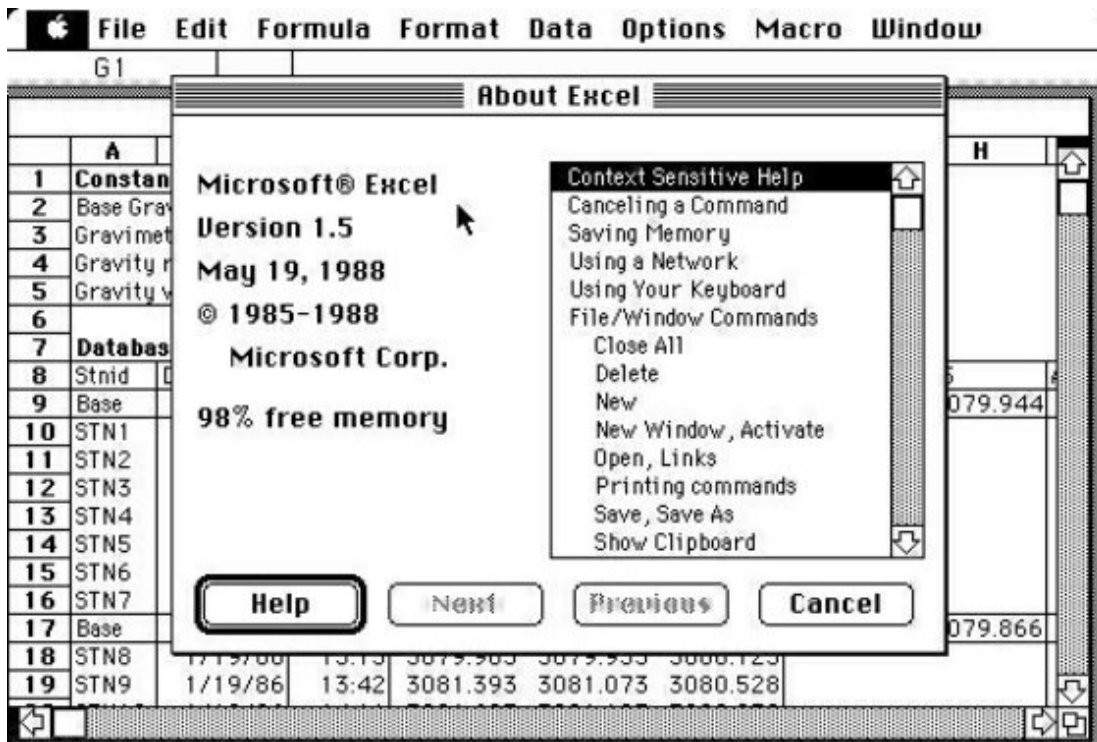 File Edit Formula Format Data Options Macro Window
G1
About Excel
A H
1 Constan
2 Base Grav
3 Gravimet
4 Gravity r
5 Gravity v
6
7 Databas
8 Stnid
9 Base 079.944
10 STN1
11 STN2
12 STN3
13 STN4
14 STN5
15 STN6
16 STN7
17 Base 079.866
18 STN8
19 STN9 1/19/86 13:42 3081.393 3081.073 3080.528
Microsoft® Excel
Version 1.5
May 19, 1988
© 1985-1988
Microsoft Corp.
98% free memory
Context Sensitive Help
Canceling a Command
Saving Memory
Using a Network
Using Your Keyboard
File/Window Commands
Close All
Delete
New
New Window, Activate
Open, Links
Printing commands
Save, Save As
Show Clipboard
Help Next Previous Cancel